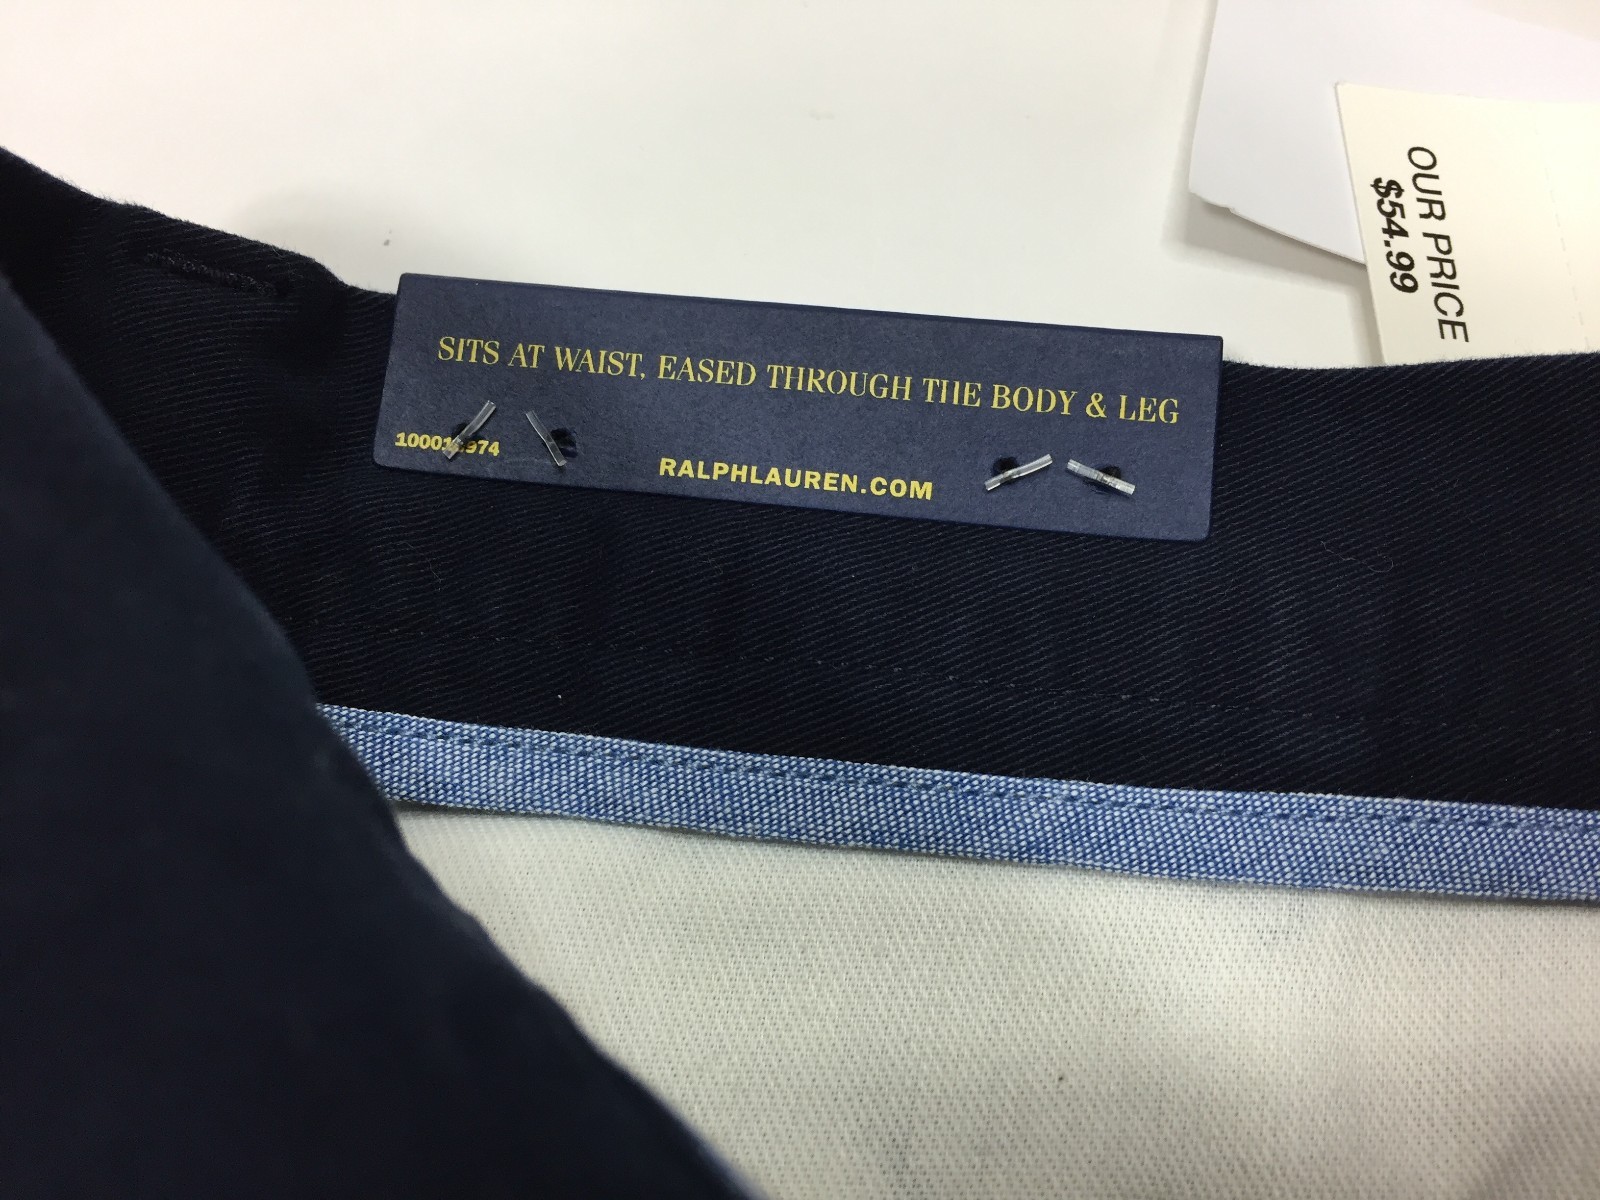 SITS AT WAIST, EASED THROUGH THE BODY & LEG
RALPHLAUREN.COM
OUR PRICE
$54.99